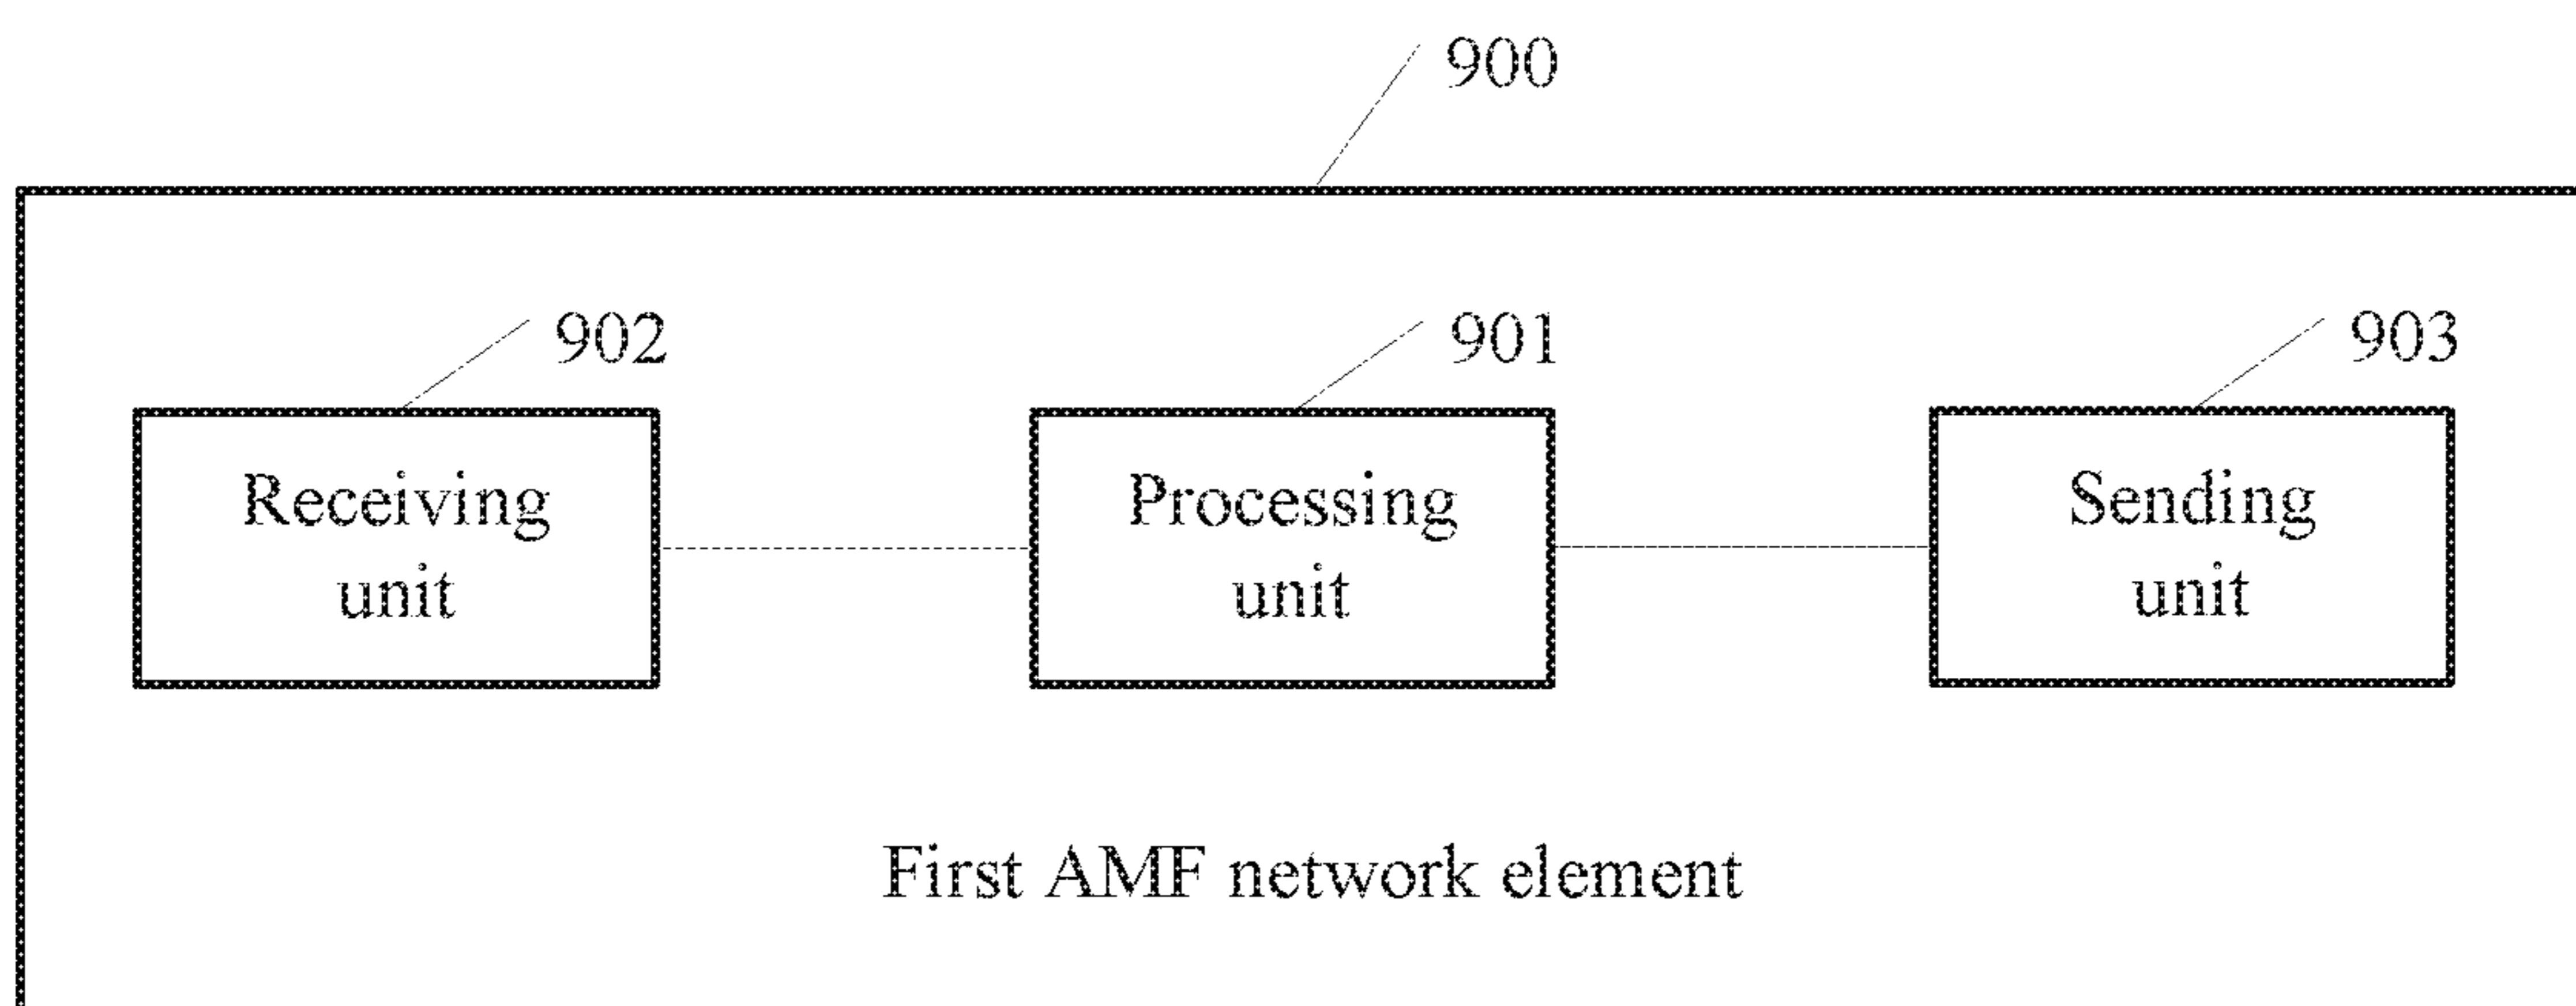 900
902
901
903
Receiving
unit
Processing
unit
Sending
unit
First AMF network element